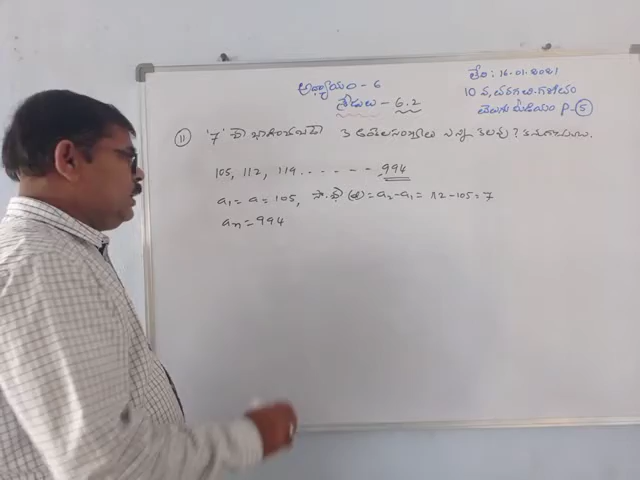 అధ్యాయం - 6
శ్రేఢులు - 6.2
తేది : 16.01.2021
10 వ. తరగతి. గణితం
తెలుగు మీడియం P-5
11 '7' చే భాగించబడే 3 అంకెల సంఖ్యలు ఎన్ని కలవు? కనుగొనుము.
105, 112, 119 . . . . . . - 994
a₁ = a = 105, సా.భే (d) = a₂ - a₁ = 112 - 105 = 7
aₙ = 994